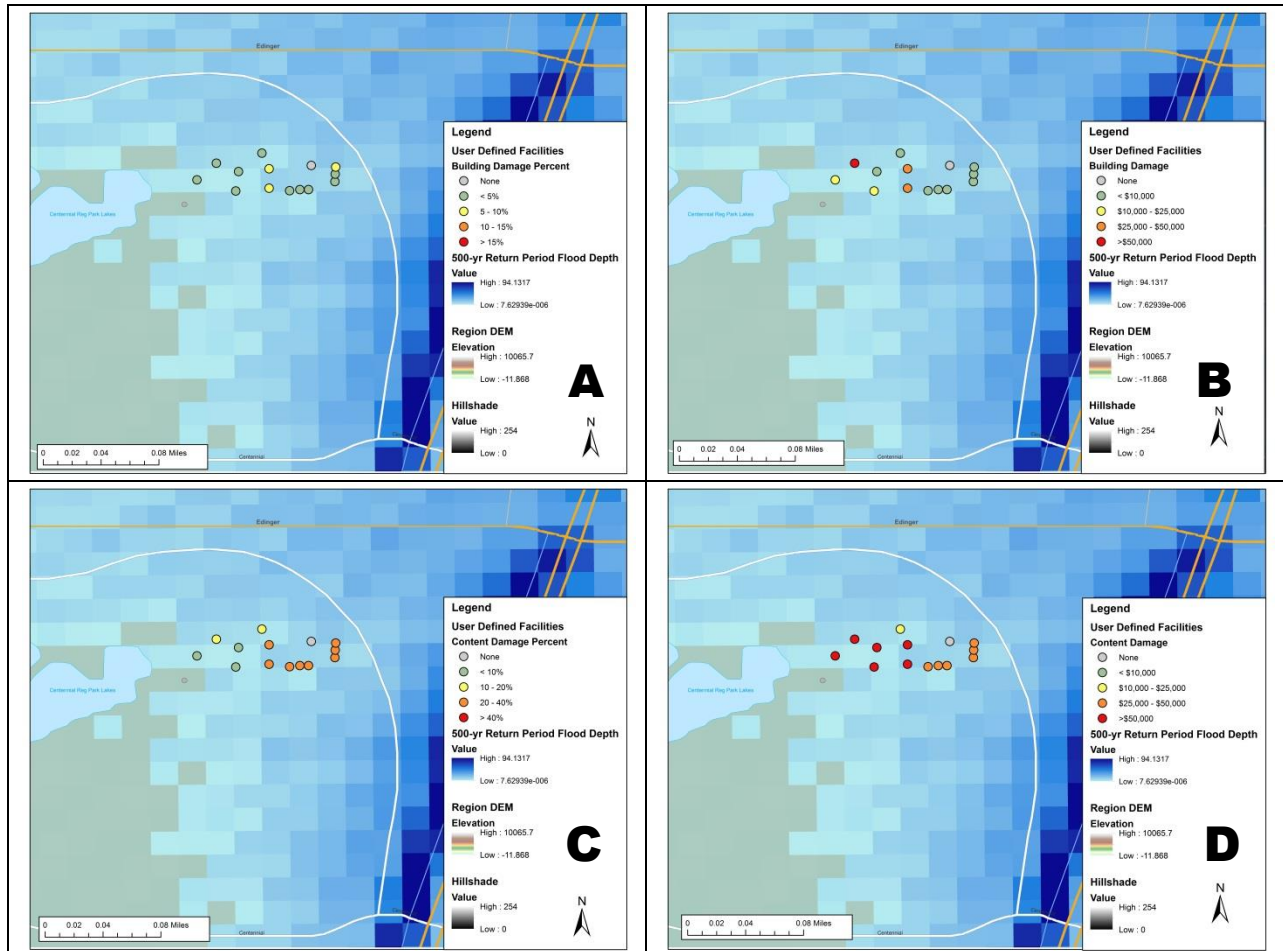 Edinger
Centennial Reg Park Lakes
Centennial
Legend
User Defined Facilities
Building Damage Percent
None
< 5%
5 - 10%
10 - 15%
> 15%
500-yr Return Period Flood Depth
Value
High : 94.1317
Low : 7.62939e-006
Region DEM
Elevation
High : 10065.7
Low : -11.868
Hillshade
Value
High : 254
Low : 0
A
N
0 0.02 0.04 0.08 Miles
Edinger
Centennial Reg Park Lakes
Centennial
Legend
User Defined Facilities
Building Damage
None
< $10,000
$10,000 - $25,000
$25,000 - $50,000
>$50,000
500-yr Return Period Flood Depth
Value
High : 94.1317
Low : 7.62939e-006
Region DEM
Elevation
High : 10065.7
Low : -11.868
Hillshade
Value
High : 254
Low : 0
B
N
0 0.02 0.04 0.08 Miles
Edinger
Centennial Reg Park Lakes
Centennial
Legend
User Defined Facilities
Content Damage Percent
None
< 10%
10 - 20%
20 - 40%
> 40%
500-yr Return Period Flood Depth
Value
High : 94.1317
Low : 7.62939e-006
Region DEM
Elevation
High : 10065.7
Low : -11.868
Hillshade
Value
High : 254
Low : 0
C
N
0 0.02 0.04 0.08 Miles
Edinger
Centennial Reg Park Lakes
Centennial
Legend
User Defined Facilities
Content Damage
None
< $10,000
$10,000 - $25,000
$25,000 - $50,000
>$50,000
500-yr Return Period Flood Depth
Value
High : 94.1317
Low : 7.62939e-006
Region DEM
Elevation
High : 10065.7
Low : -11.868
Hillshade
Value
High : 254
Low : 0
D
N
0 0.02 0.04 0.08 Miles